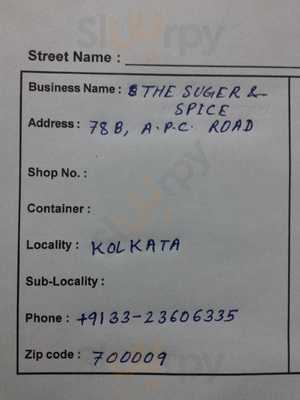 Street Name :
Business Name : THE SUGER &
SPICE
Address : 78B, A.P.C. ROAD
Shop No. :
Container :
Locality : KOLKATA
Sub-Locality :
Phone : +9133-23606335
Zip code : 700009